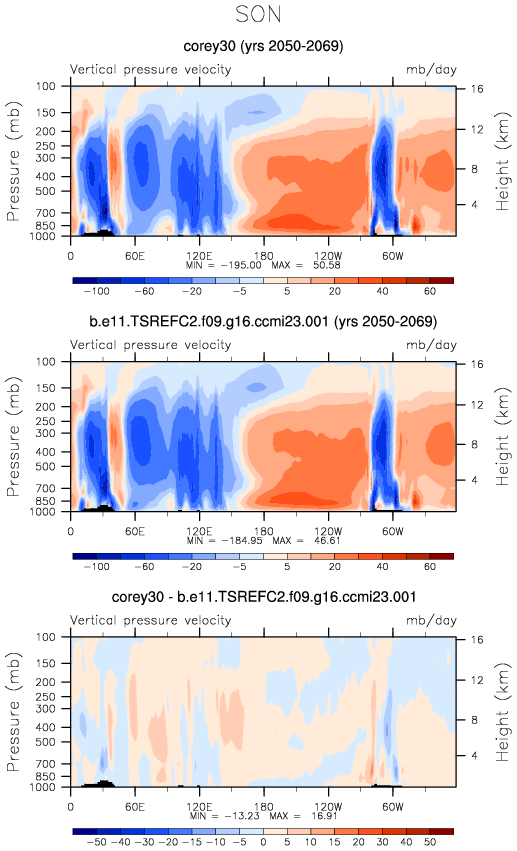 SON
corey30 (yrs 2050-2069)
Vertical pressure velocity mb/day
Pressure (mb)
Height (km)
100 150 200 250 300 400 500 700 850 1000
16 12 8 4
0 60E 120E 180 120W 60W
MIN = -195.00 MAX = 50.58
-100 -20 -5 5 20 40 60
b.e11.TSREFC2.f09.g16.ccmi23.001 (yrs 2050-2069)
Vertical pressure velocity mb/day
Pressure (mb)
Height (km)
100 150 200 250 300 400 500 700 850 1000
16 12 8 4
0 60E 120E 180 120W 60W
MIN = -184.95 MAX = 46.61
-100 -20 -5 5 20 40 60
corey30 - b.e11.TSREFC2.f09.g16.ccmi23.001
Vertical pressure velocity mb/day
Pressure (mb)
Height (km)
100 150 200 250 300 400 500 700 850 1000
16 12 8 4
0 60E 120E 180 120W 60W
MIN = -13.23 MAX = 16.91
-50 -40 -30 -20 -15 -10 -5 0 5 10 15 20 30 40 50